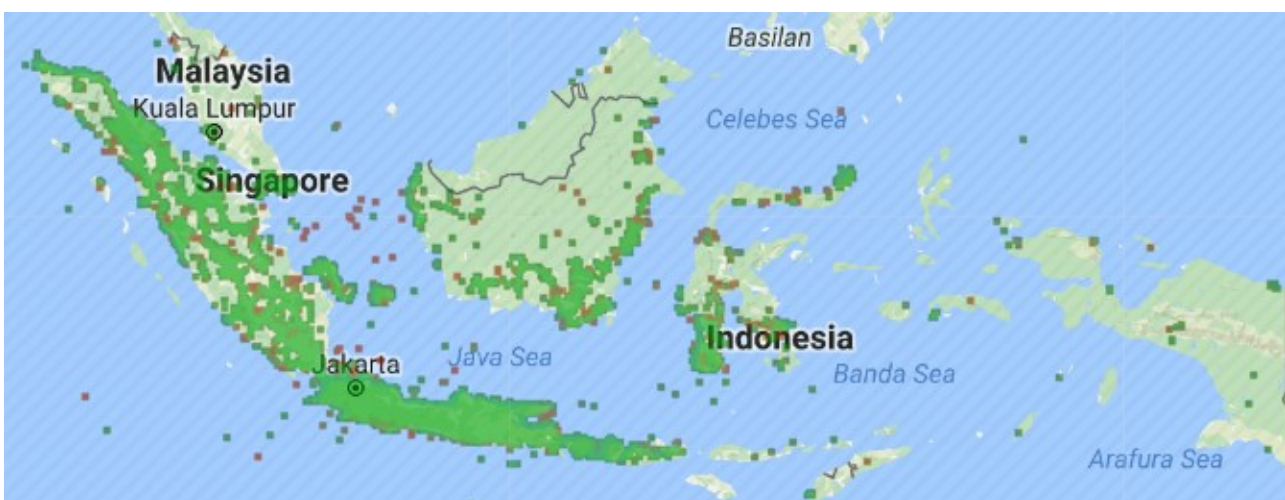 Basilan
Malaysia
Kuala Lumpur
Celebes Sea
Singapore
Indonesia
Java Sea
Jakarta
Banda Sea
Arafura Sea